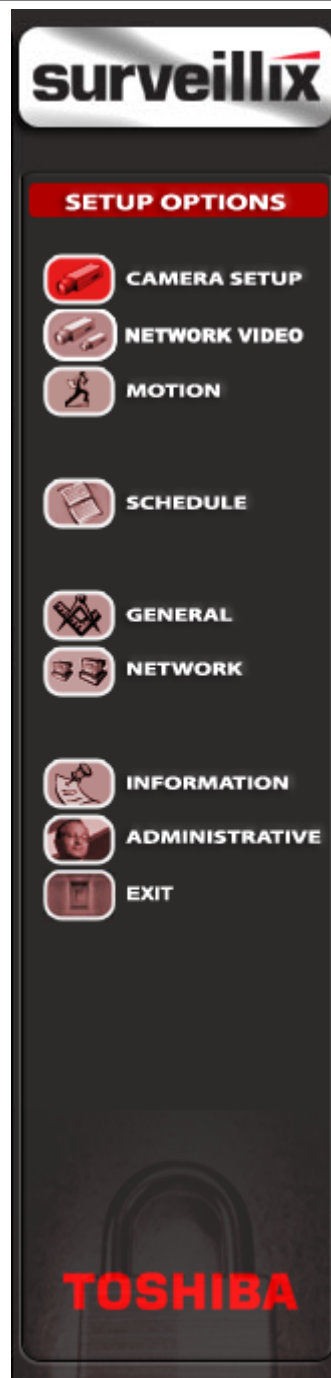 surveillix
SETUP OPTIONS
CAMERA SETUP
NETWORK VIDEO
MOTION
SCHEDULE
GENERAL
NETWORK
INFORMATION
ADMINISTRATIVE
EXIT
TOSHIBA